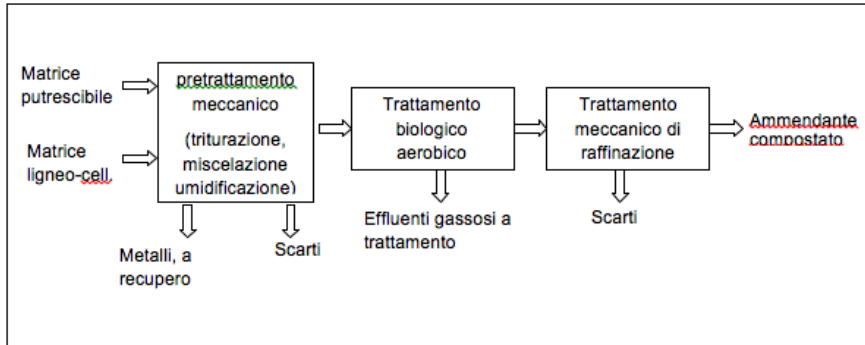 Matrice
putrescibile
Matrice
ligneo-cell.
pretrattamento
meccanico
(triturazione,
miscelazione
umidificazione)
Metalli, a
recupero
Scarti
Trattamento
biologico
aerobico
Effluenti gassosi a
trattamento
Trattamento
meccanico di
raffinazione
Scarti
Ammendante
compostato